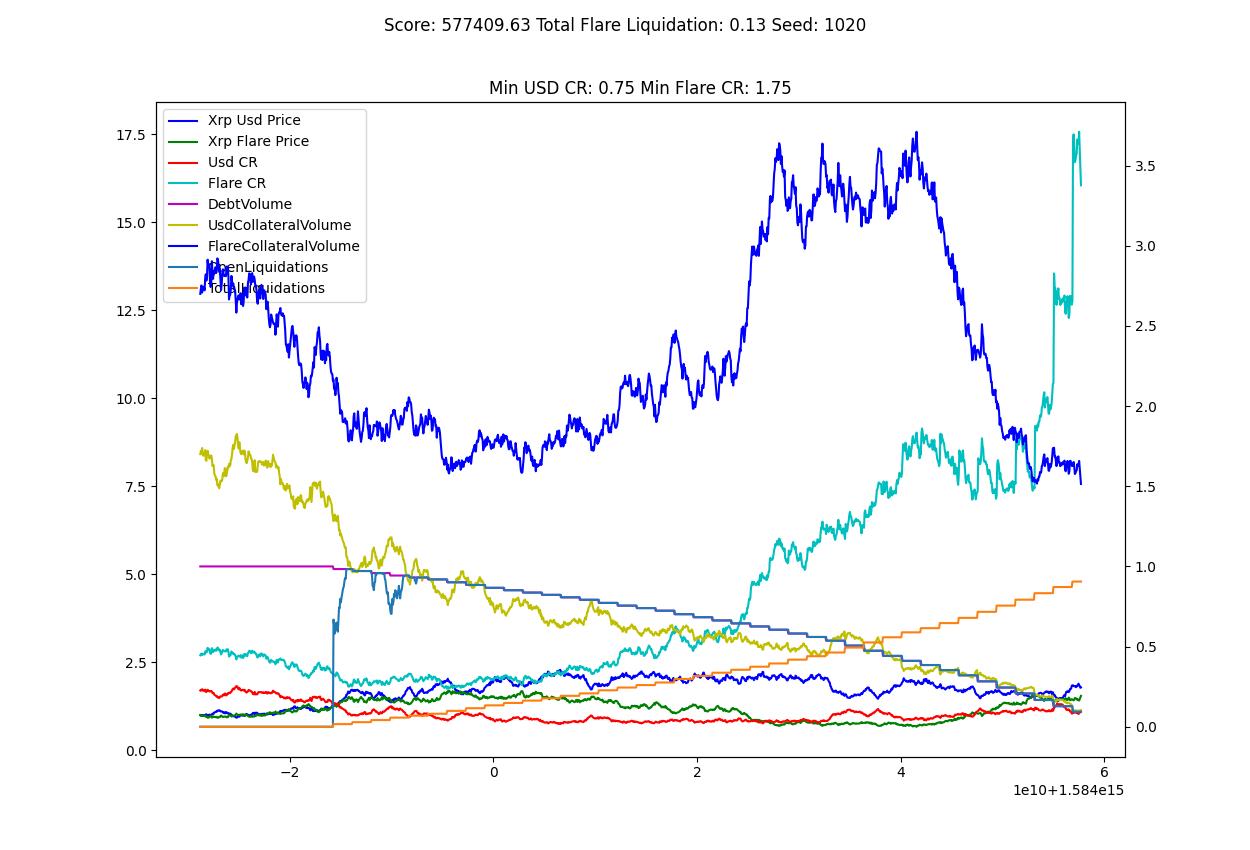 Score: 577409.63 Total Flare Liquidation: 0.13 Seed: 1020
Min USD CR: 0.75 Min Flare CR: 1.75
Xrp Usd Price
Xrp Flare Price
Usd CR
Flare CR
DebtVolume
UsdCollateralVolume
FlareCollateralVolume
OpenLiquidations
TotalLiquidations
17.5
15.0
12.5
10.0
7.5
5.0
2.5
0.0
3.5
3.0
2.5
2.0
1.5
1.0
0.5
0.0
−2 0 2 4 6
1e10+1.584e15